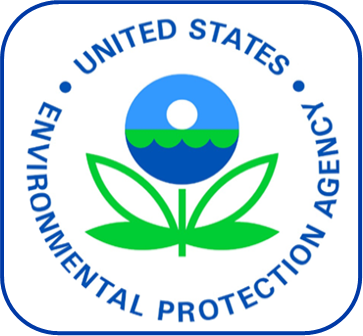 • UNITED STATES •
ENVIRONMENTAL PROTECTION AGENCY